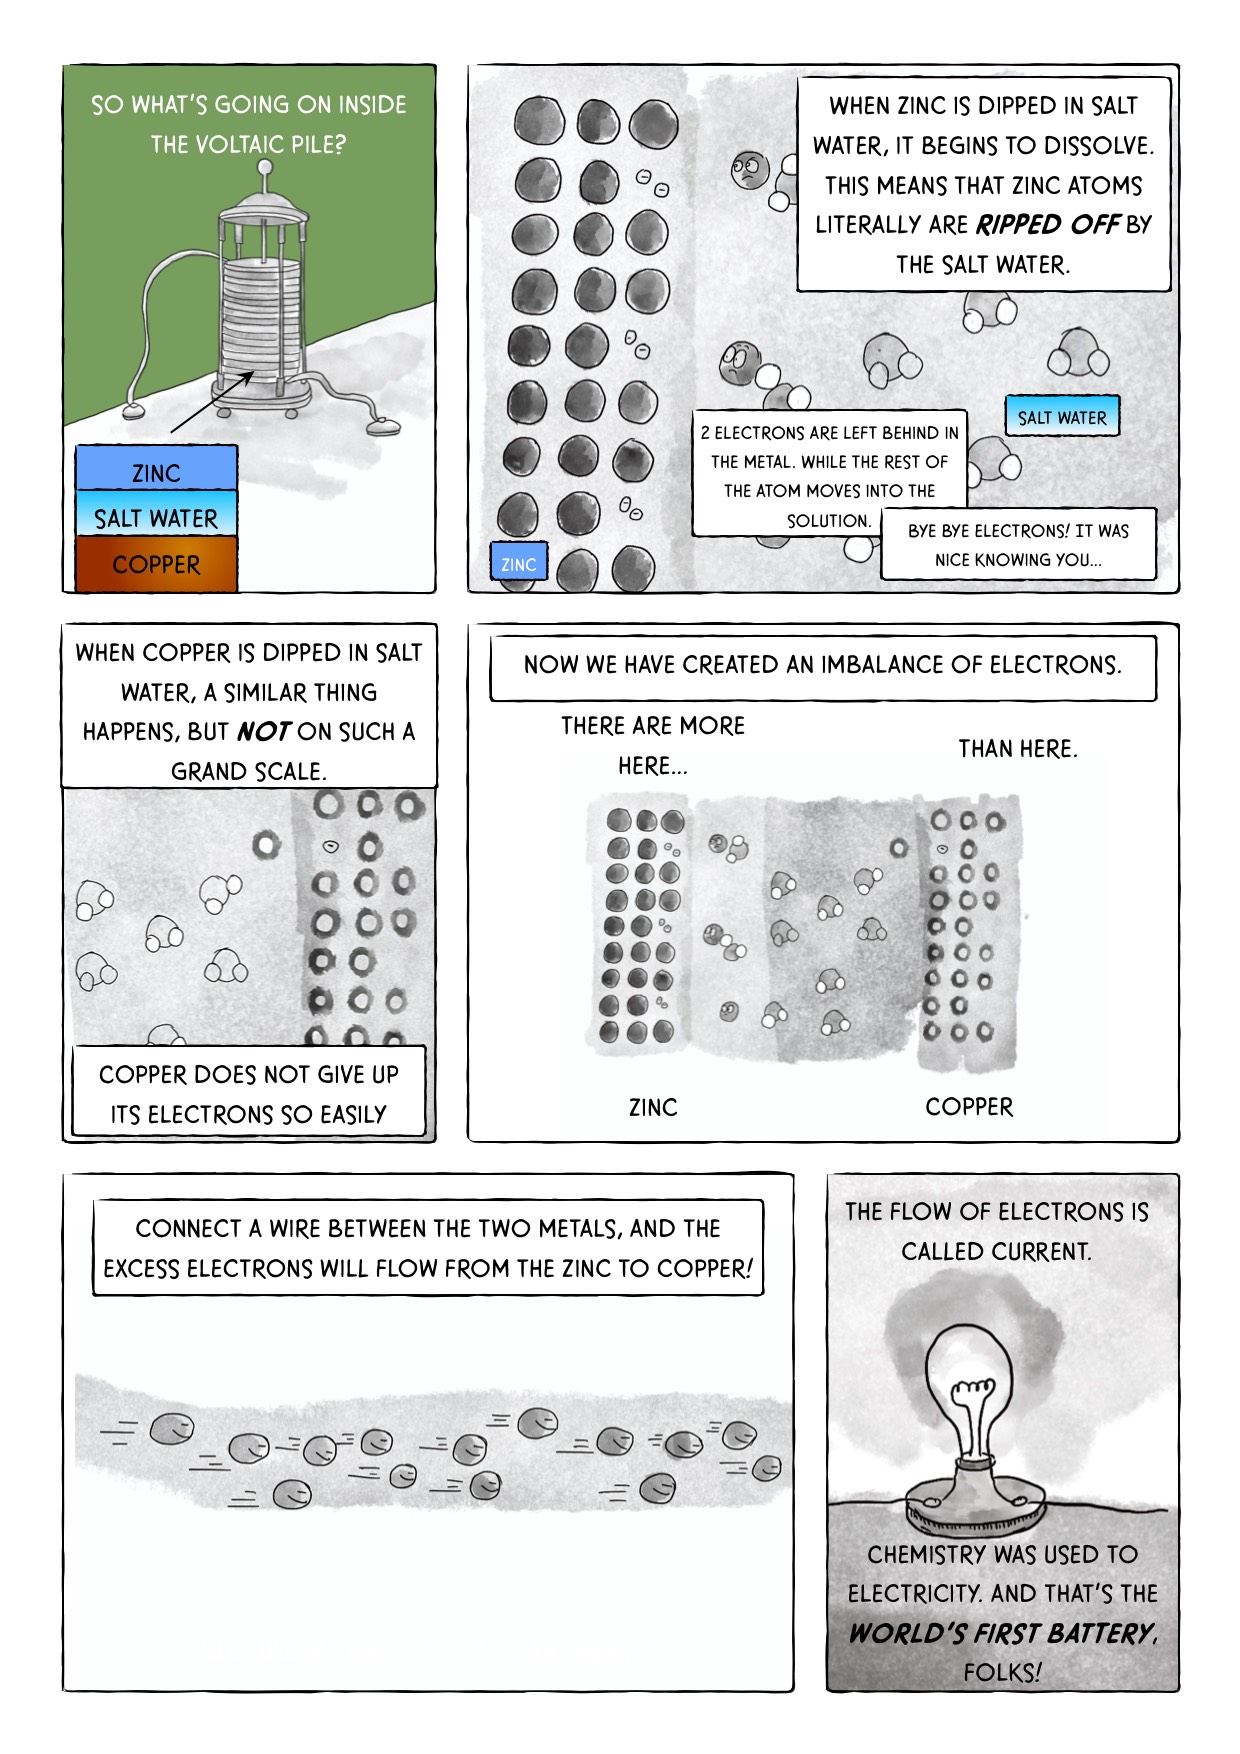 SO WHAT'S GOING ON INSIDE
THE VOLTAIC PILE?
ZINC
SALT WATER
COPPER
WHEN ZINC IS DIPPED IN SALT
WATER, IT BEGINS TO DISSOLVE.
THIS MEANS THAT ZINC ATOMS
LITERALLY ARE RIPPED OFF BY
THE SALT WATER.
SALT WATER
2 ELECTRONS ARE LEFT BEHIND IN
THE METAL. WHILE THE REST OF
THE ATOM MOVES INTO THE
SOLUTION.
BYE BYE ELECTRONS! IT WAS
NICE KNOWING YOU...
ZINC
WHEN COPPER IS DIPPED IN SALT
WATER, A SIMILAR THING
HAPPENS, BUT NOT ON SUCH A
GRAND SCALE.
COPPER DOES NOT GIVE UP
ITS ELECTRONS SO EASILY
NOW WE HAVE CREATED AN IMBALANCE OF ELECTRONS.
THERE ARE MORE
HERE...
THAN HERE.
ZINC
COPPER
CONNECT A WIRE BETWEEN THE TWO METALS, AND THE
EXCESS ELECTRONS WILL FLOW FROM THE ZINC TO COPPER!
THE FLOW OF ELECTRONS IS
CALLED CURRENT.
CHEMISTRY WAS USED TO
ELECTRICITY. AND THAT'S THE
WORLD'S FIRST BATTERY,
FOLKS!